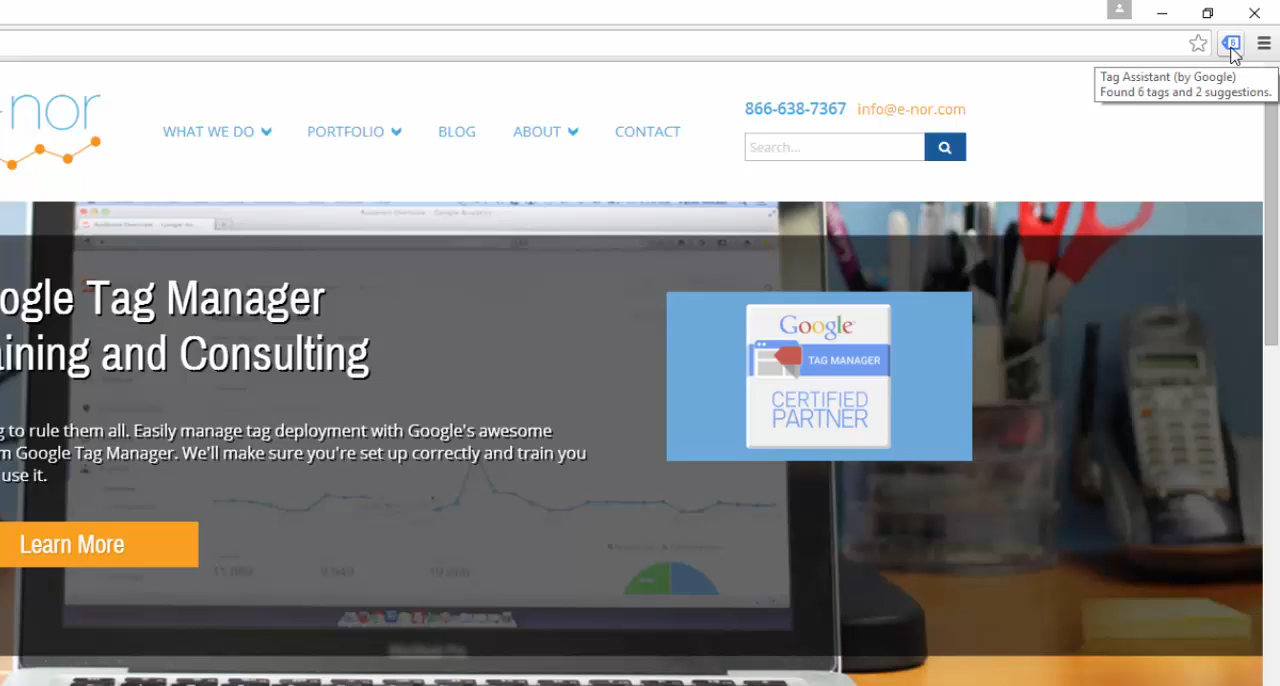 6
Tag Assistant (by Google)
Found 6 tags and 2 suggestions.
-nor
866-638-7367 info@e-nor.com
WHAT WE DO PORTFOLIO BLOG ABOUT CONTACT
Search...
ogle Tag Manager
ining and Consulting
Google
TAG MANAGER
CERTIFIED
PARTNER
g to rule them all. Easily manage tag deployment with Google's awesome
m Google Tag Manager. We'll make sure you're set up correctly and train you
use it.
Learn More